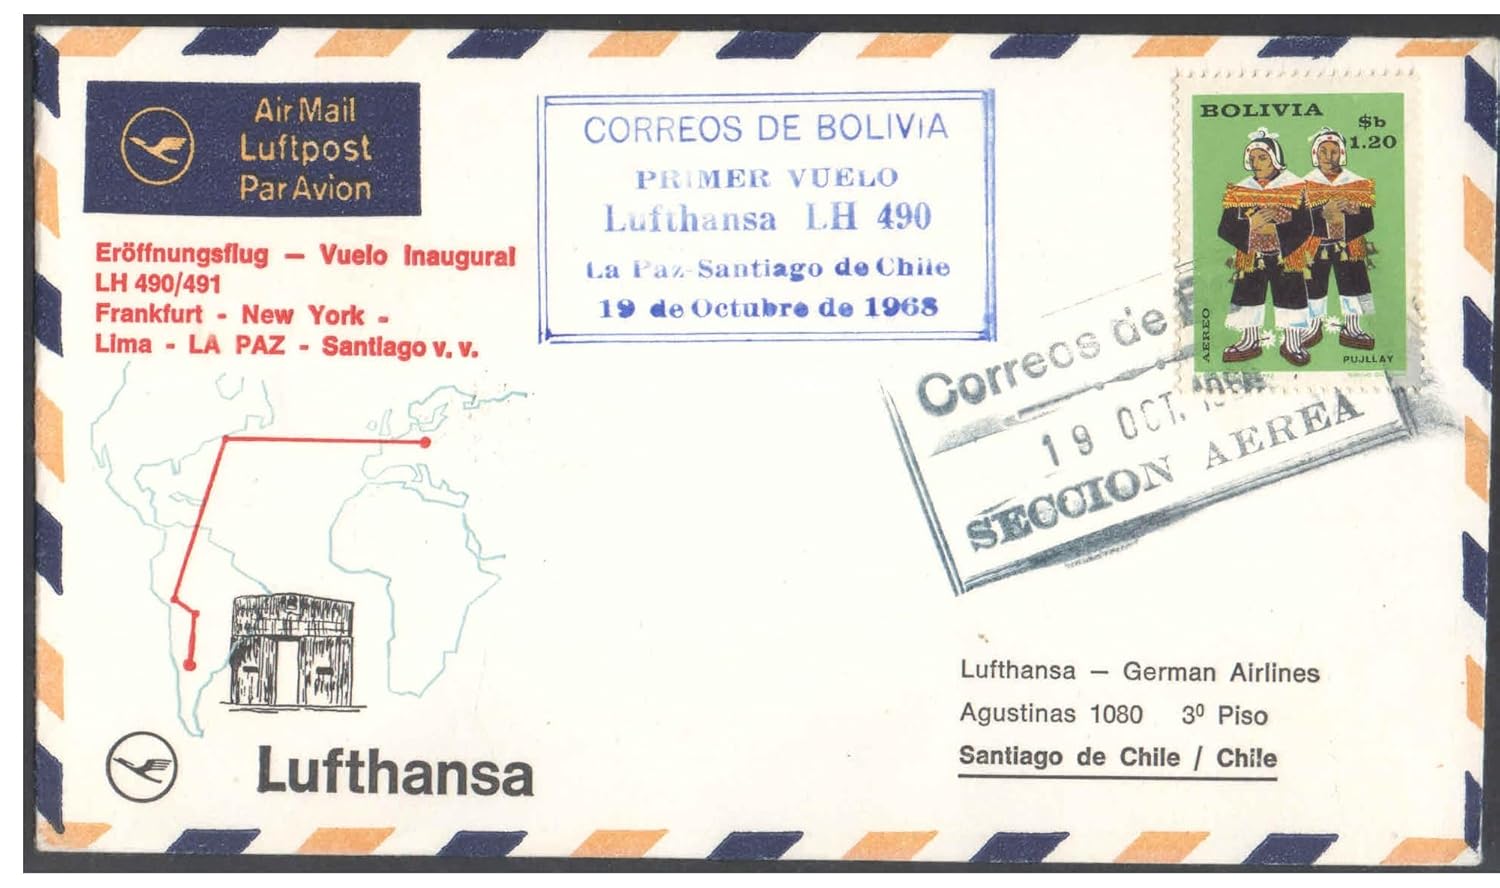 Air Mail
Luftpost
Par Avion
Eröffnungsflug – Vuelo Inaugural
LH 490/491
Frankfurt - New York -
Lima - LA PAZ - Santiago v. v.
CORREOS DE BOLIVIA
PRIMER VUELO
Lufthansa LH 490
La Paz-Santiago de Chile
19 de Octubre de 1968
BOLIVIA
$b
1.20
AEREO
PUJLLAY
Correos de
19 OCT. 1968
SECCION AEREA
Lufthansa – German Airlines
Agustinas 1080 3º Piso
Santiago de Chile / Chile
Lufthansa